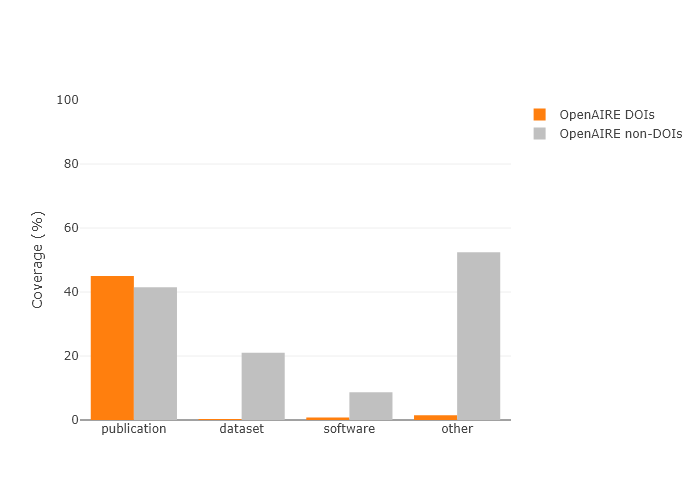 100
80
60
40
20
0
Coverage (%)
publication
dataset
software
other
OpenAIRE DOIs
OpenAIRE non-DOIs